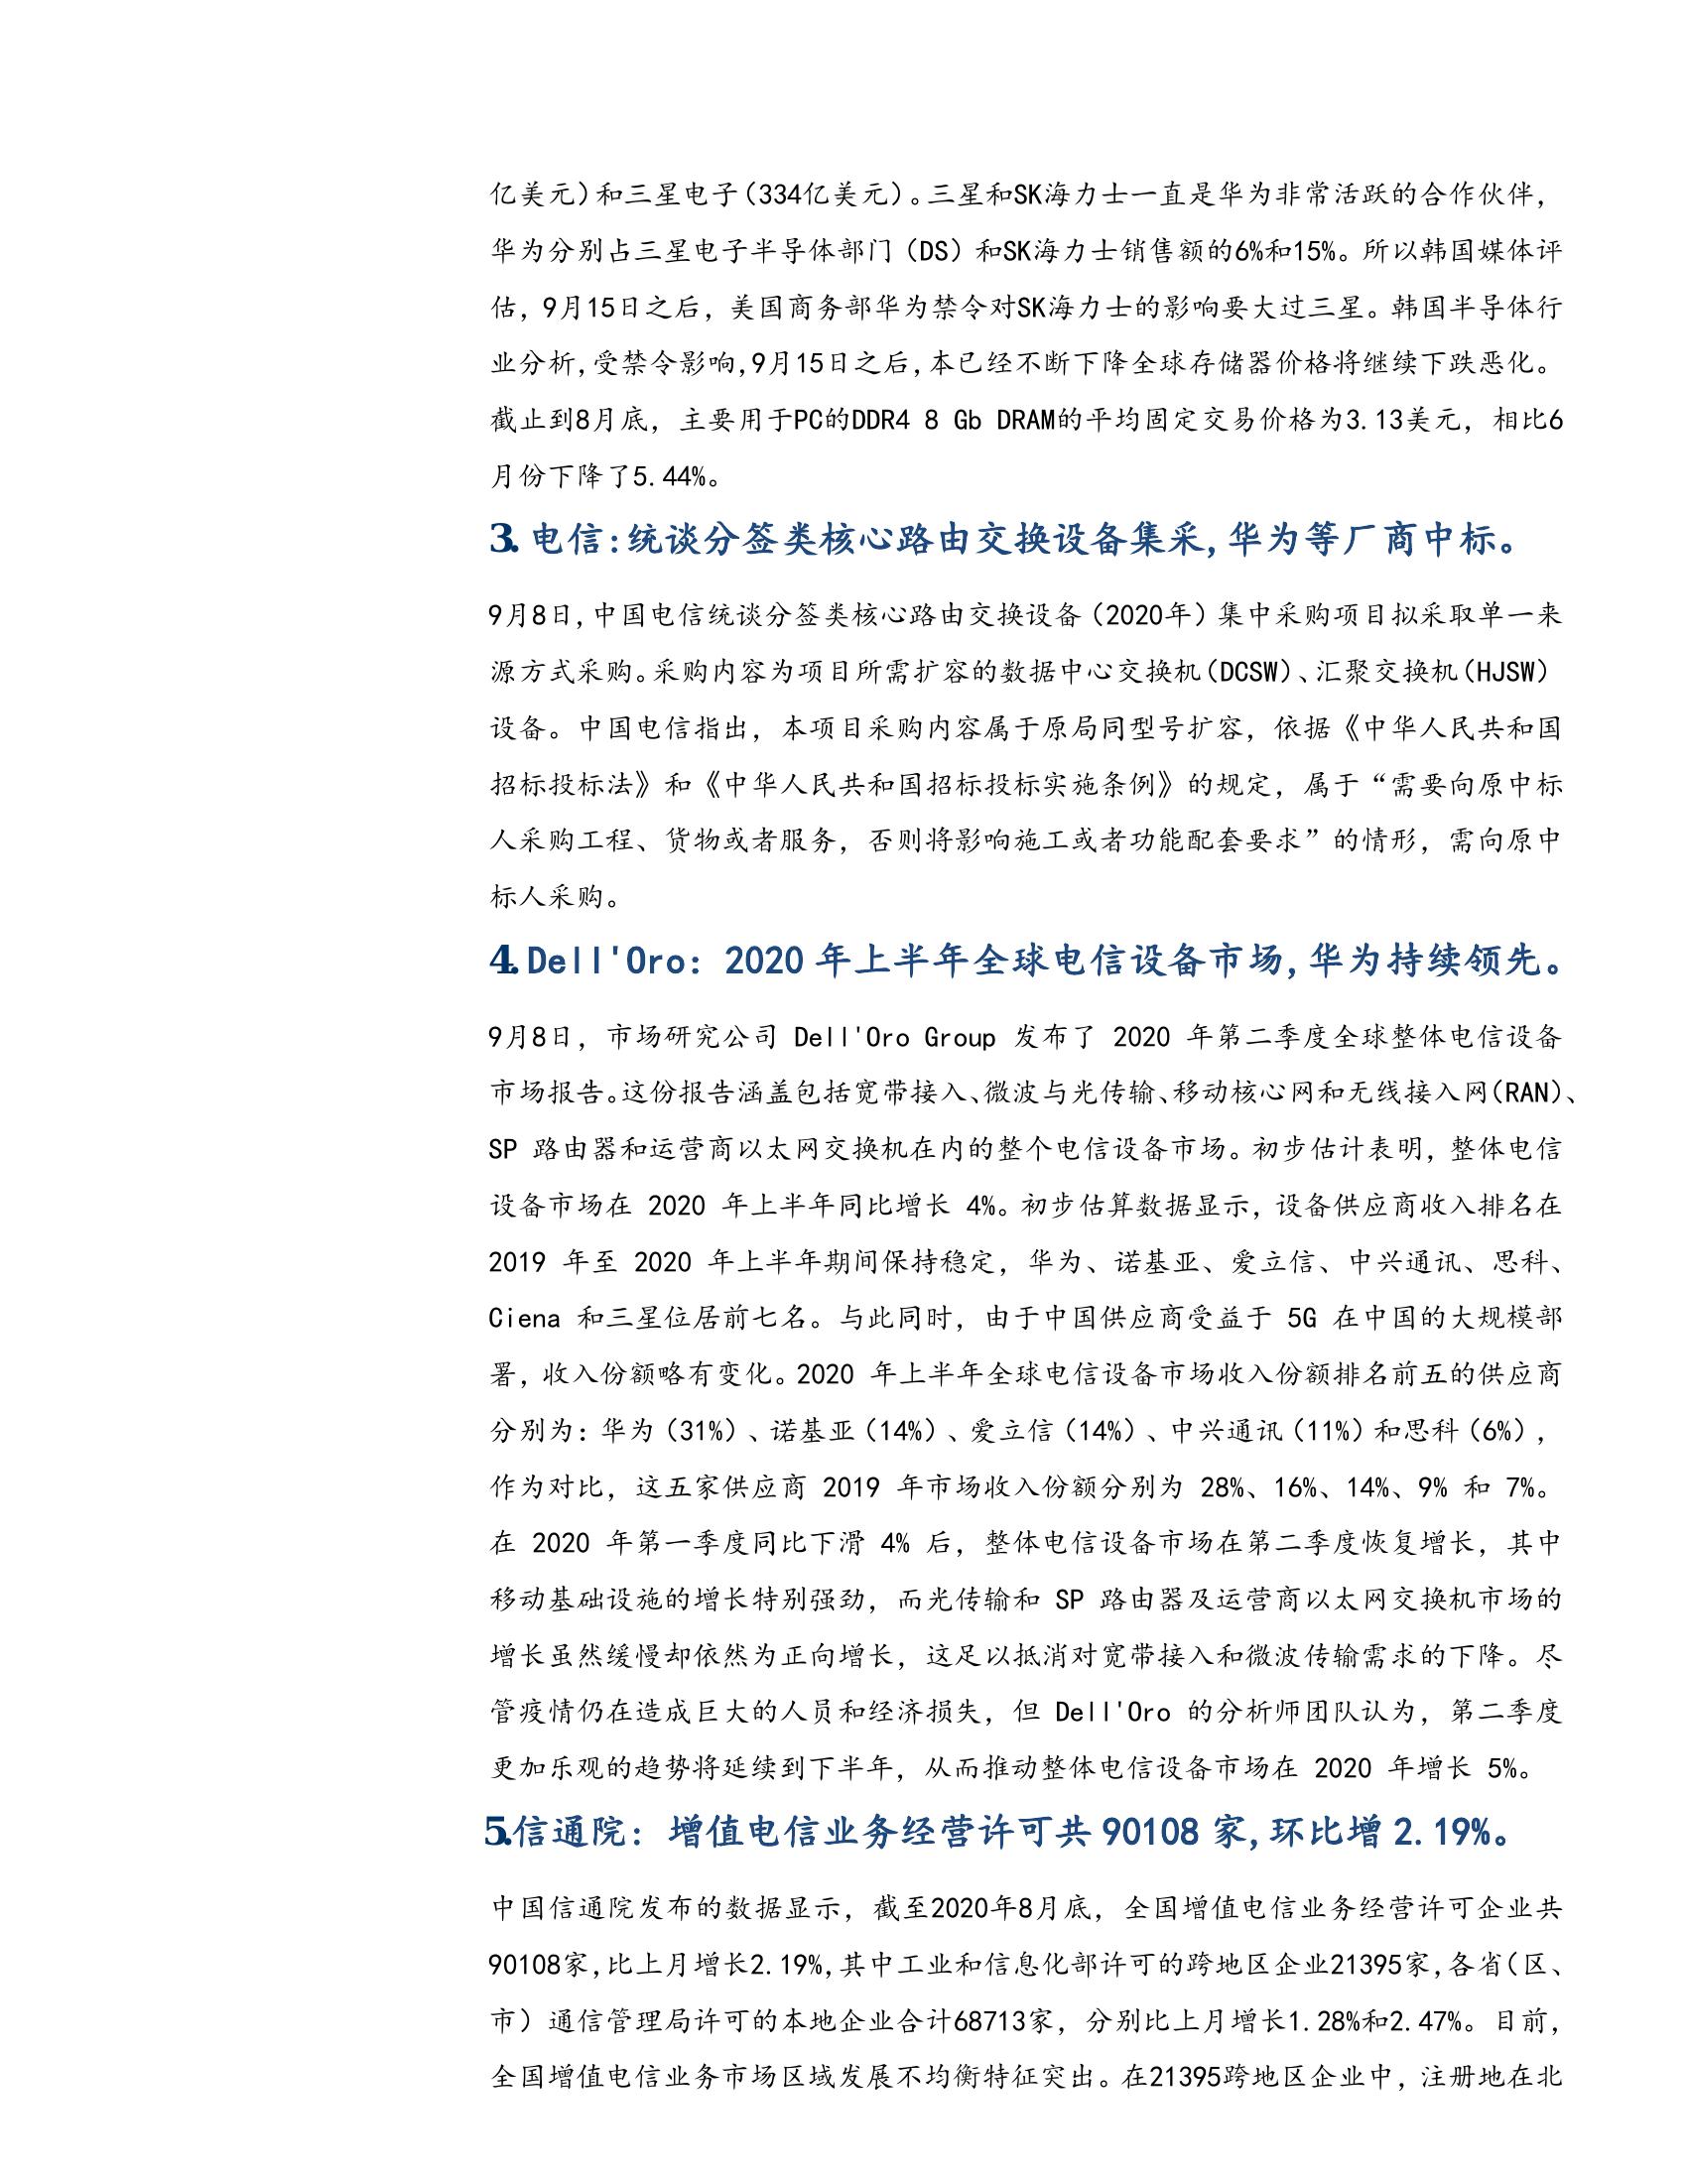 亿美元）和三星电子（334亿美元）。三星和SK海力士一直是华为非常活跃的合作伙伴，
华为分别占三星电子半导体部门（DS）和SK海力士销售额的6%和15%。所以韩国媒体评
估，9月15日之后，美国商务部华为禁令对SK海力士的影响要大过三星。韩国半导体行
业分析,受禁令影响,9月15日之后,本已经不断下降全球存储器价格将继续下跌恶化。
截止到8月底，主要用于PC的DDR4 8 Gb DRAM的平均固定交易价格为3.13美元，相比6
月份下降了5.44%。
3. 电信:统谈分签类核心路由交换设备集采,华为等厂商中标。
9月8日,中国电信统谈分签类核心路由交换设备（2020年）集中采购项目拟采取单一来
源方式采购。采购内容为项目所需扩容的数据中心交换机（DCSW）、汇聚交换机（HJSW）
设备。中国电信指出，本项目采购内容属于原局同型号扩容，依据《中华人民共和国
招标投标法》和《中华人民共和国招标投标实施条例》的规定，属于“需要向原中标
人采购工程、货物或者服务，否则将影响施工或者功能配套要求”的情形，需向原中
标人采购。
4. Dell'Oro：2020 年上半年全球电信设备市场,华为持续领先。
9月8日，市场研究公司 Dell'Oro Group 发布了 2020 年第二季度全球整体电信设备
市场报告。这份报告涵盖包括宽带接入、微波与光传输、移动核心网和无线接入网（RAN）、
SP 路由器和运营商以太网交换机在内的整个电信设备市场。初步估计表明，整体电信
设备市场在 2020 年上半年同比增长 4%。初步估算数据显示，设备供应商收入排名在
2019 年至 2020 年上半年期间保持稳定，华为、诺基亚、爱立信、中兴通讯、思科、
Ciena 和三星位居前七名。与此同时，由于中国供应商受益于 5G 在中国的大规模部
署，收入份额略有变化。2020 年上半年全球电信设备市场收入份额排名前五的供应商
分别为：华为（31%）、诺基亚（14%）、爱立信（14%）、中兴通讯（11%）和思科（6%），
作为对比，这五家供应商 2019 年市场收入份额分别为 28%、16%、14%、9% 和 7%。
在 2020 年第一季度同比下滑 4% 后，整体电信设备市场在第二季度恢复增长，其中
移动基础设施的增长特别强劲，而光传输和 SP 路由器及运营商以太网交换机市场的
增长虽然缓慢却依然为正向增长，这足以抵消对宽带接入和微波传输需求的下降。尽
管疫情仍在造成巨大的人员和经济损失，但 Dell'Oro 的分析师团队认为，第二季度
更加乐观的趋势将延续到下半年，从而推动整体电信设备市场在 2020 年增长 5%。
5.信通院：增值电信业务经营许可共 90108 家,环比增 2.19%。
中国信通院发布的数据显示，截至2020年8月底，全国增值电信业务经营许可企业共
90108家,比上月增长2.19%,其中工业和信息化部许可的跨地区企业21395家,各省（区、
市）通信管理局许可的本地企业合计68713家，分别比上月增长1.28%和2.47%。目前，
全国增值电信业务市场区域发展不均衡特征突出。在21395跨地区企业中，注册地在北